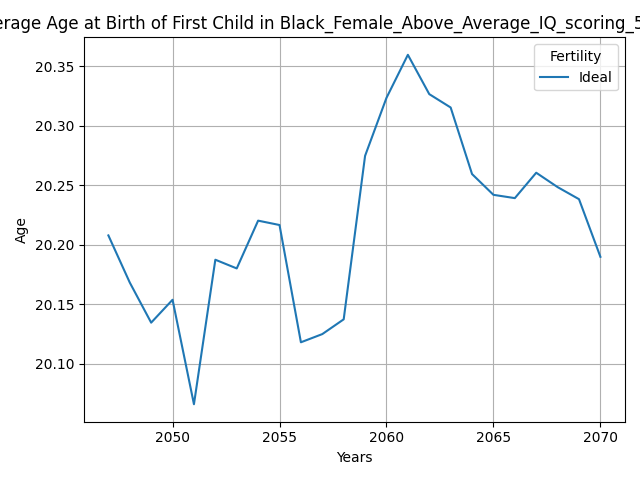 erage Age at Birth of First Child in Black_Female_Above_Average_IQ_scoring_5
Fertility
Ideal
20.35
20.30
20.25
20.20
20.15
20.10
Age
2050 2055 2060 2065 2070
Years